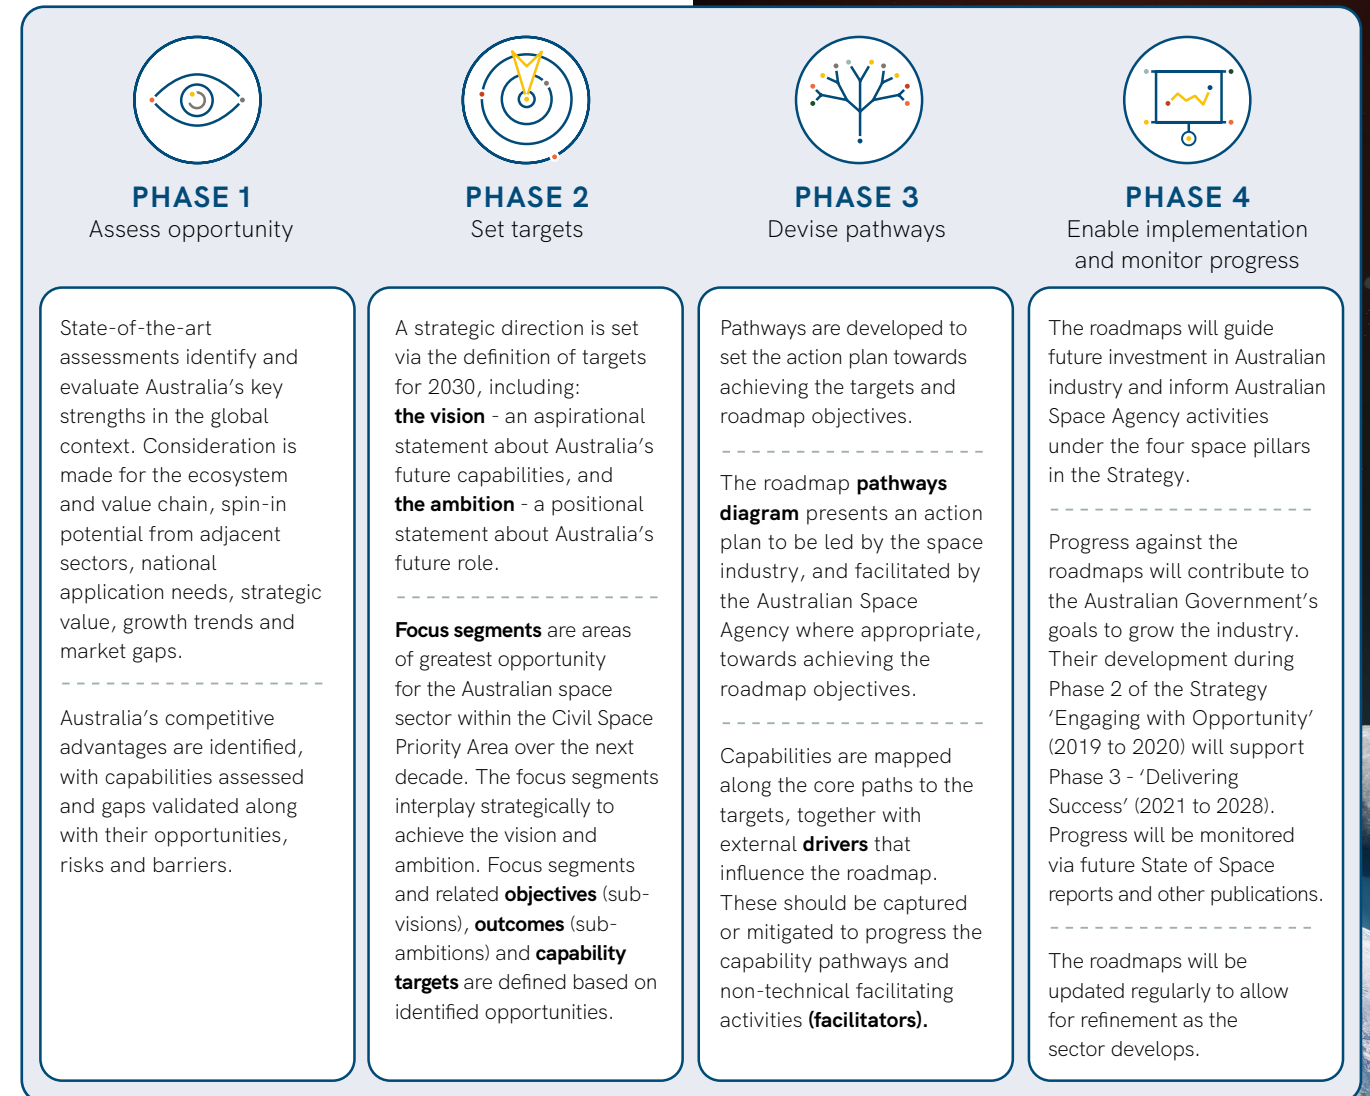 PHASE 1
Assess opportunity
State-of-the-art
assessments identify and
evaluate Australia's key
strengths in the global
context. Consideration is
made for the ecosystem
and value chain, spin-in
potential from adjacent
sectors, national
application needs, strategic
value, growth trends and
market gaps.
Australia's competitive
advantages are identified,
with capabilities assessed
and gaps validated along
with their opportunities,
risks and barriers.
PHASE 2
Set targets
A strategic direction is set
via the definition of targets
for 2030, including:
the vision - an aspirational
statement about Australia's
future capabilities, and
the ambition - a positional
statement about Australia's
future role.
Focus segments are areas
of greatest opportunity
for the Australian space
sector within the Civil Space
Priority Area over the next
decade. The focus segments
interplay strategically to
achieve the vision and
ambition. Focus segments
and related objectives (sub-
visions), outcomes (sub-
ambitions) and capability
targets are defined based on
identified opportunities.
PHASE 3
Devise pathways
Pathways are developed to
set the action plan towards
achieving the targets and
roadmap objectives.
The roadmap pathways
diagram presents an action
plan to be led by the space
industry, and facilitated by
the Australian Space
Agency where appropriate,
towards achieving the
roadmap objectives.
Capabilities are mapped
along the core paths to the
targets, together with
external drivers that
influence the roadmap.
These should be captured
or mitigated to progress the
capability pathways and
non-technical facilitating
activities (facilitators).
PHASE 4
Enable implementation
and monitor progress
The roadmaps will guide
future investment in Australian
industry and inform Australian
Space Agency activities
under the four space pillars
in the Strategy.
Progress against the
roadmaps will contribute to
the Australian Government's
goals to grow the industry.
Their development during
Phase 2 of the Strategy
'Engaging with Opportunity'
(2019 to 2020) will support
Phase 3 - 'Delivering
Success' (2021 to 2028).
Progress will be monitored
via future State of Space
reports and other publications.
The roadmaps will be
updated regularly to allow
for refinement as the
sector develops.